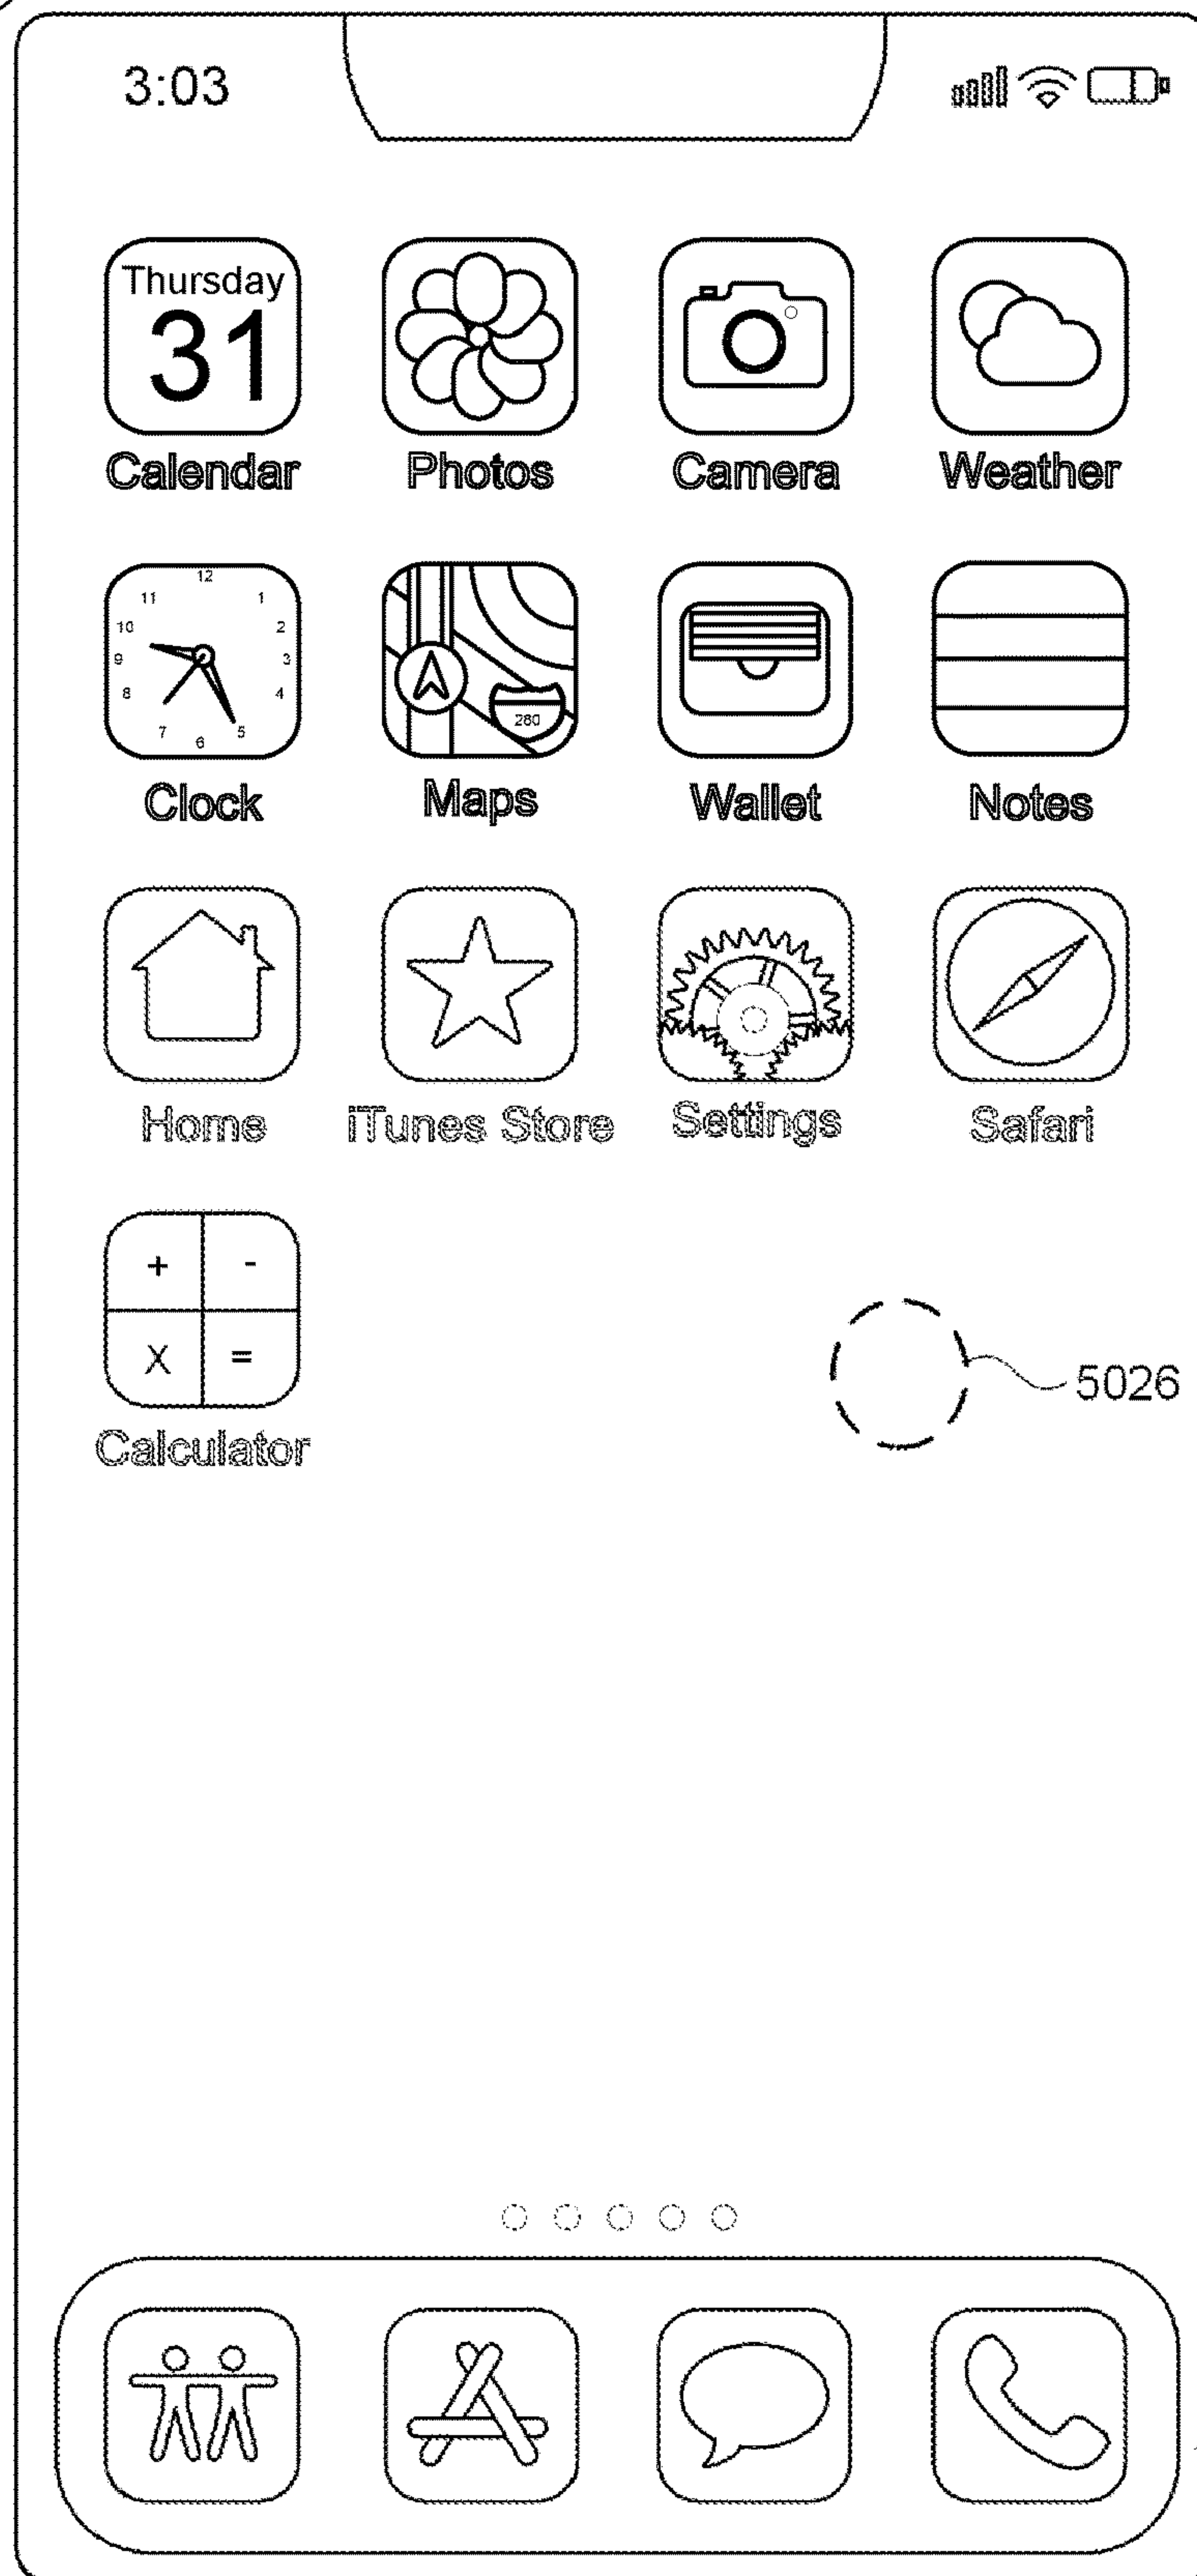 3:03
Thursday
31
Calendar Photos Camera Weather
12
11 1
10 2
9 3
8 4
7 5
6
280
Clock Maps Wallet Notes
Home iTunes Store Settings Safari
+ -
X =
5026
Calculator